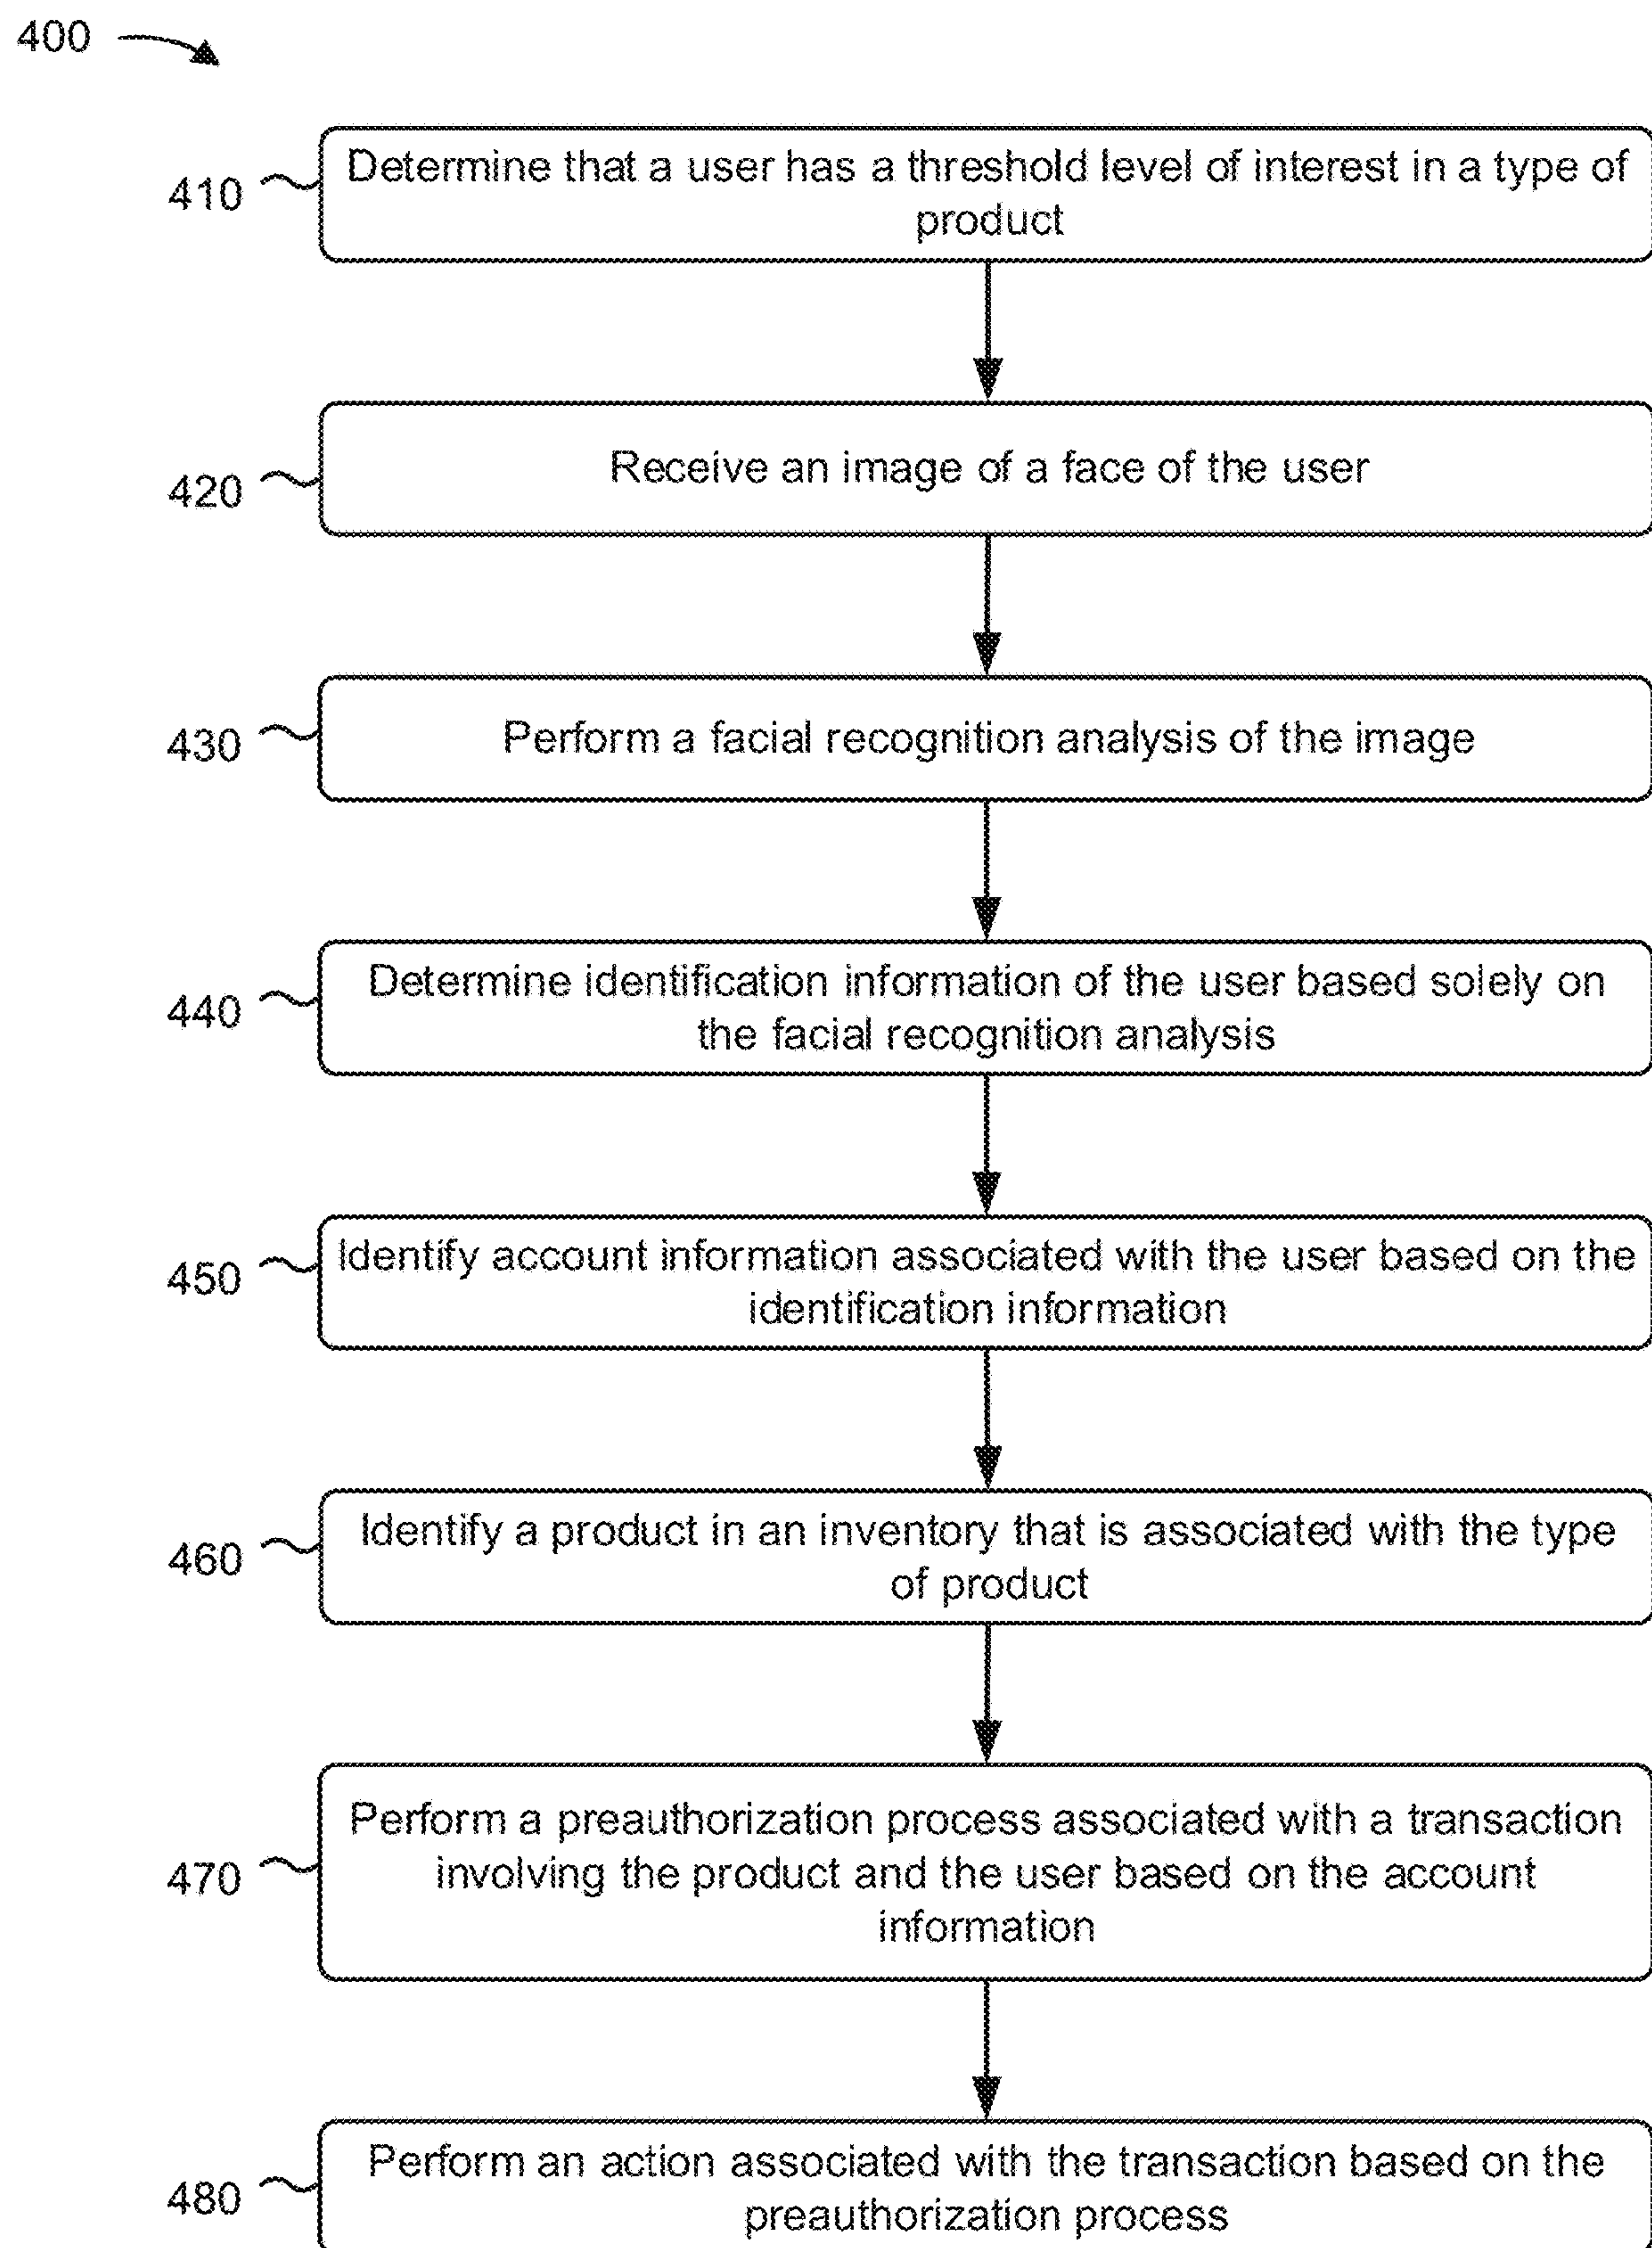 400
410
Determine that a user has a threshold level of interest in a type of
product
420
Receive an image of a face of the user
430
Perform a facial recognition analysis of the image
440
Determine identification information of the user based solely on
the facial recognition analysis
450
Identify account information associated with the user based on the
identification information
460
Identify a product in an inventory that is associated with the type
of product
470
Perform a preauthorization process associated with a transaction
involving the product and the user based on the account
information
480
Perform an action associated with the transaction based on the
preauthorization process